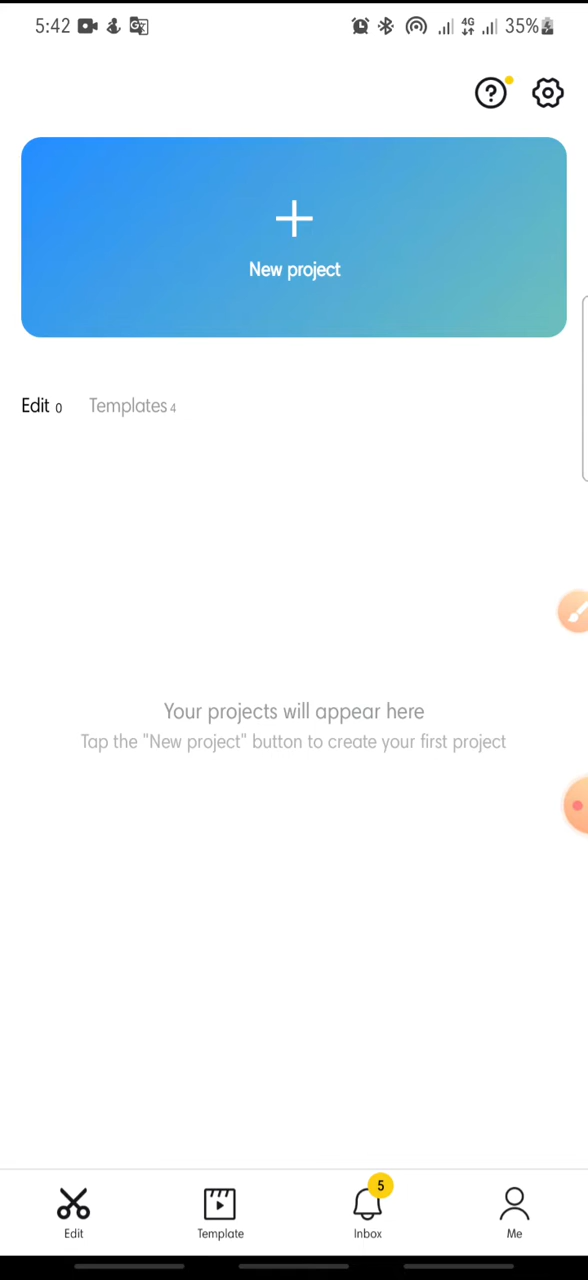 5:42 4G 35%
New project
Edit 0 Templates 4
Your projects will appear here
Tap the "New project" button to create your first project
5
Edit Template Inbox Me